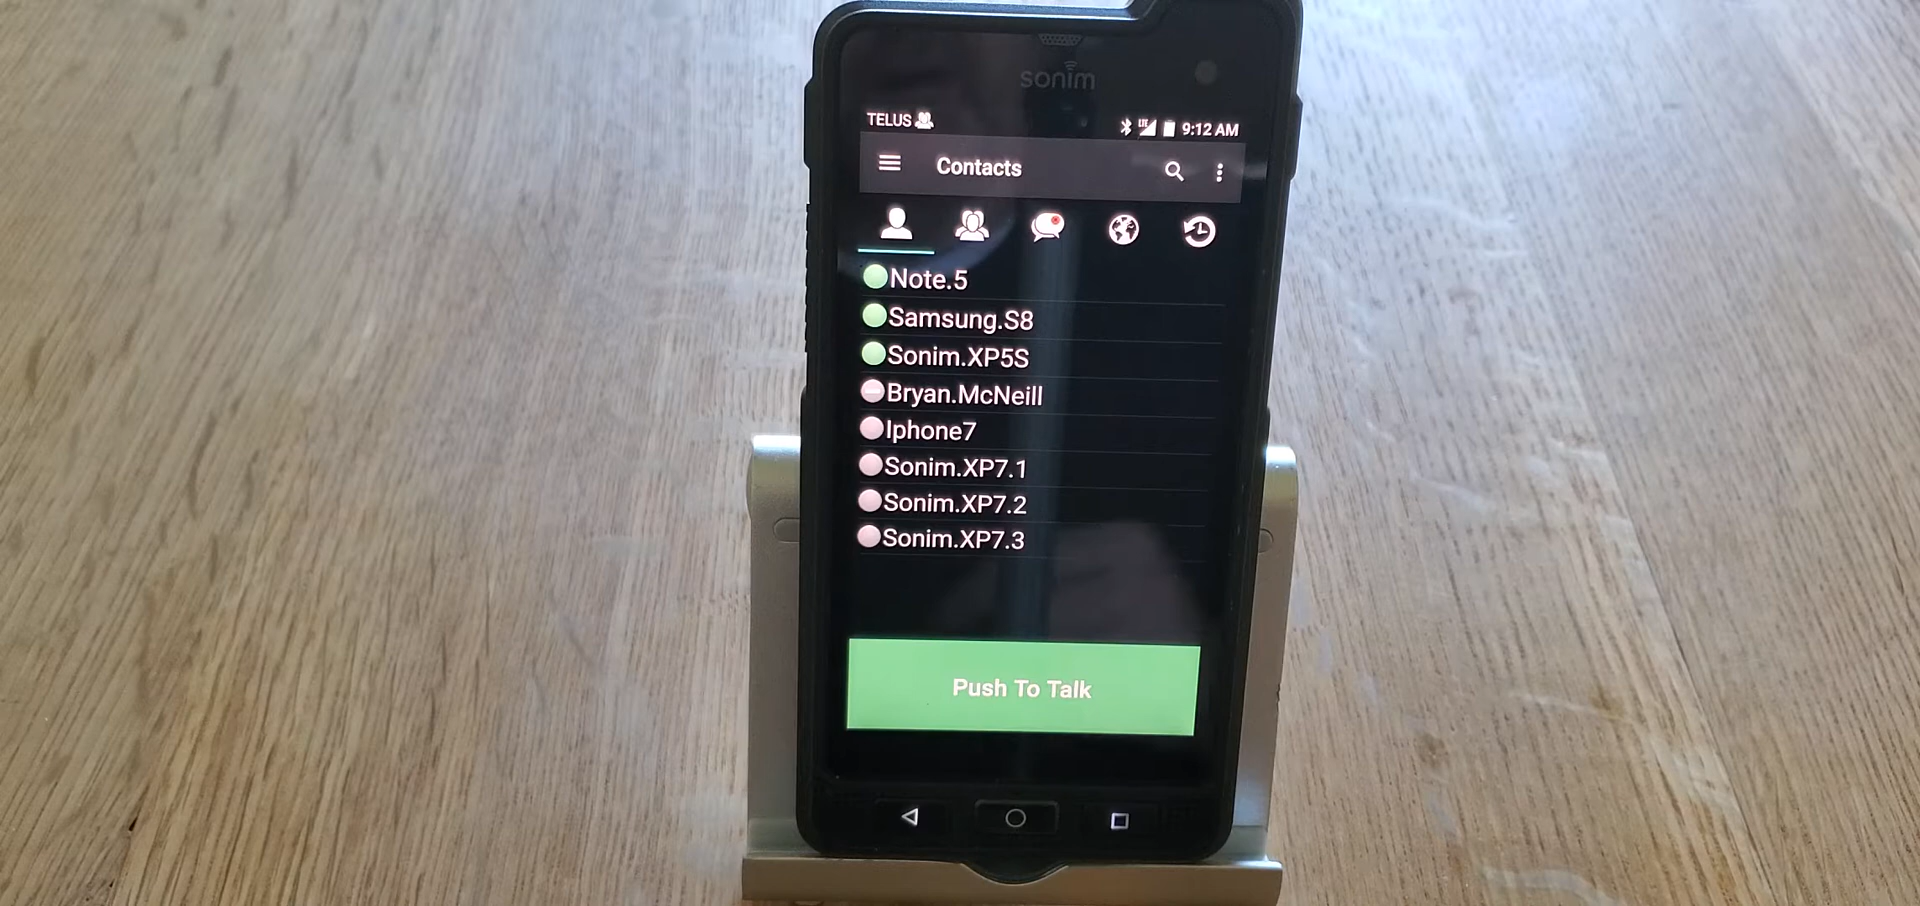 sonim
TELUS LTE 9:12 AM
Contacts
Note.5
Samsung.S8
Sonim.XP5S
Bryan.McNeill
Iphone7
Sonim.XP7.1
Sonim.XP7.2
Sonim.XP7.3
Push To Talk